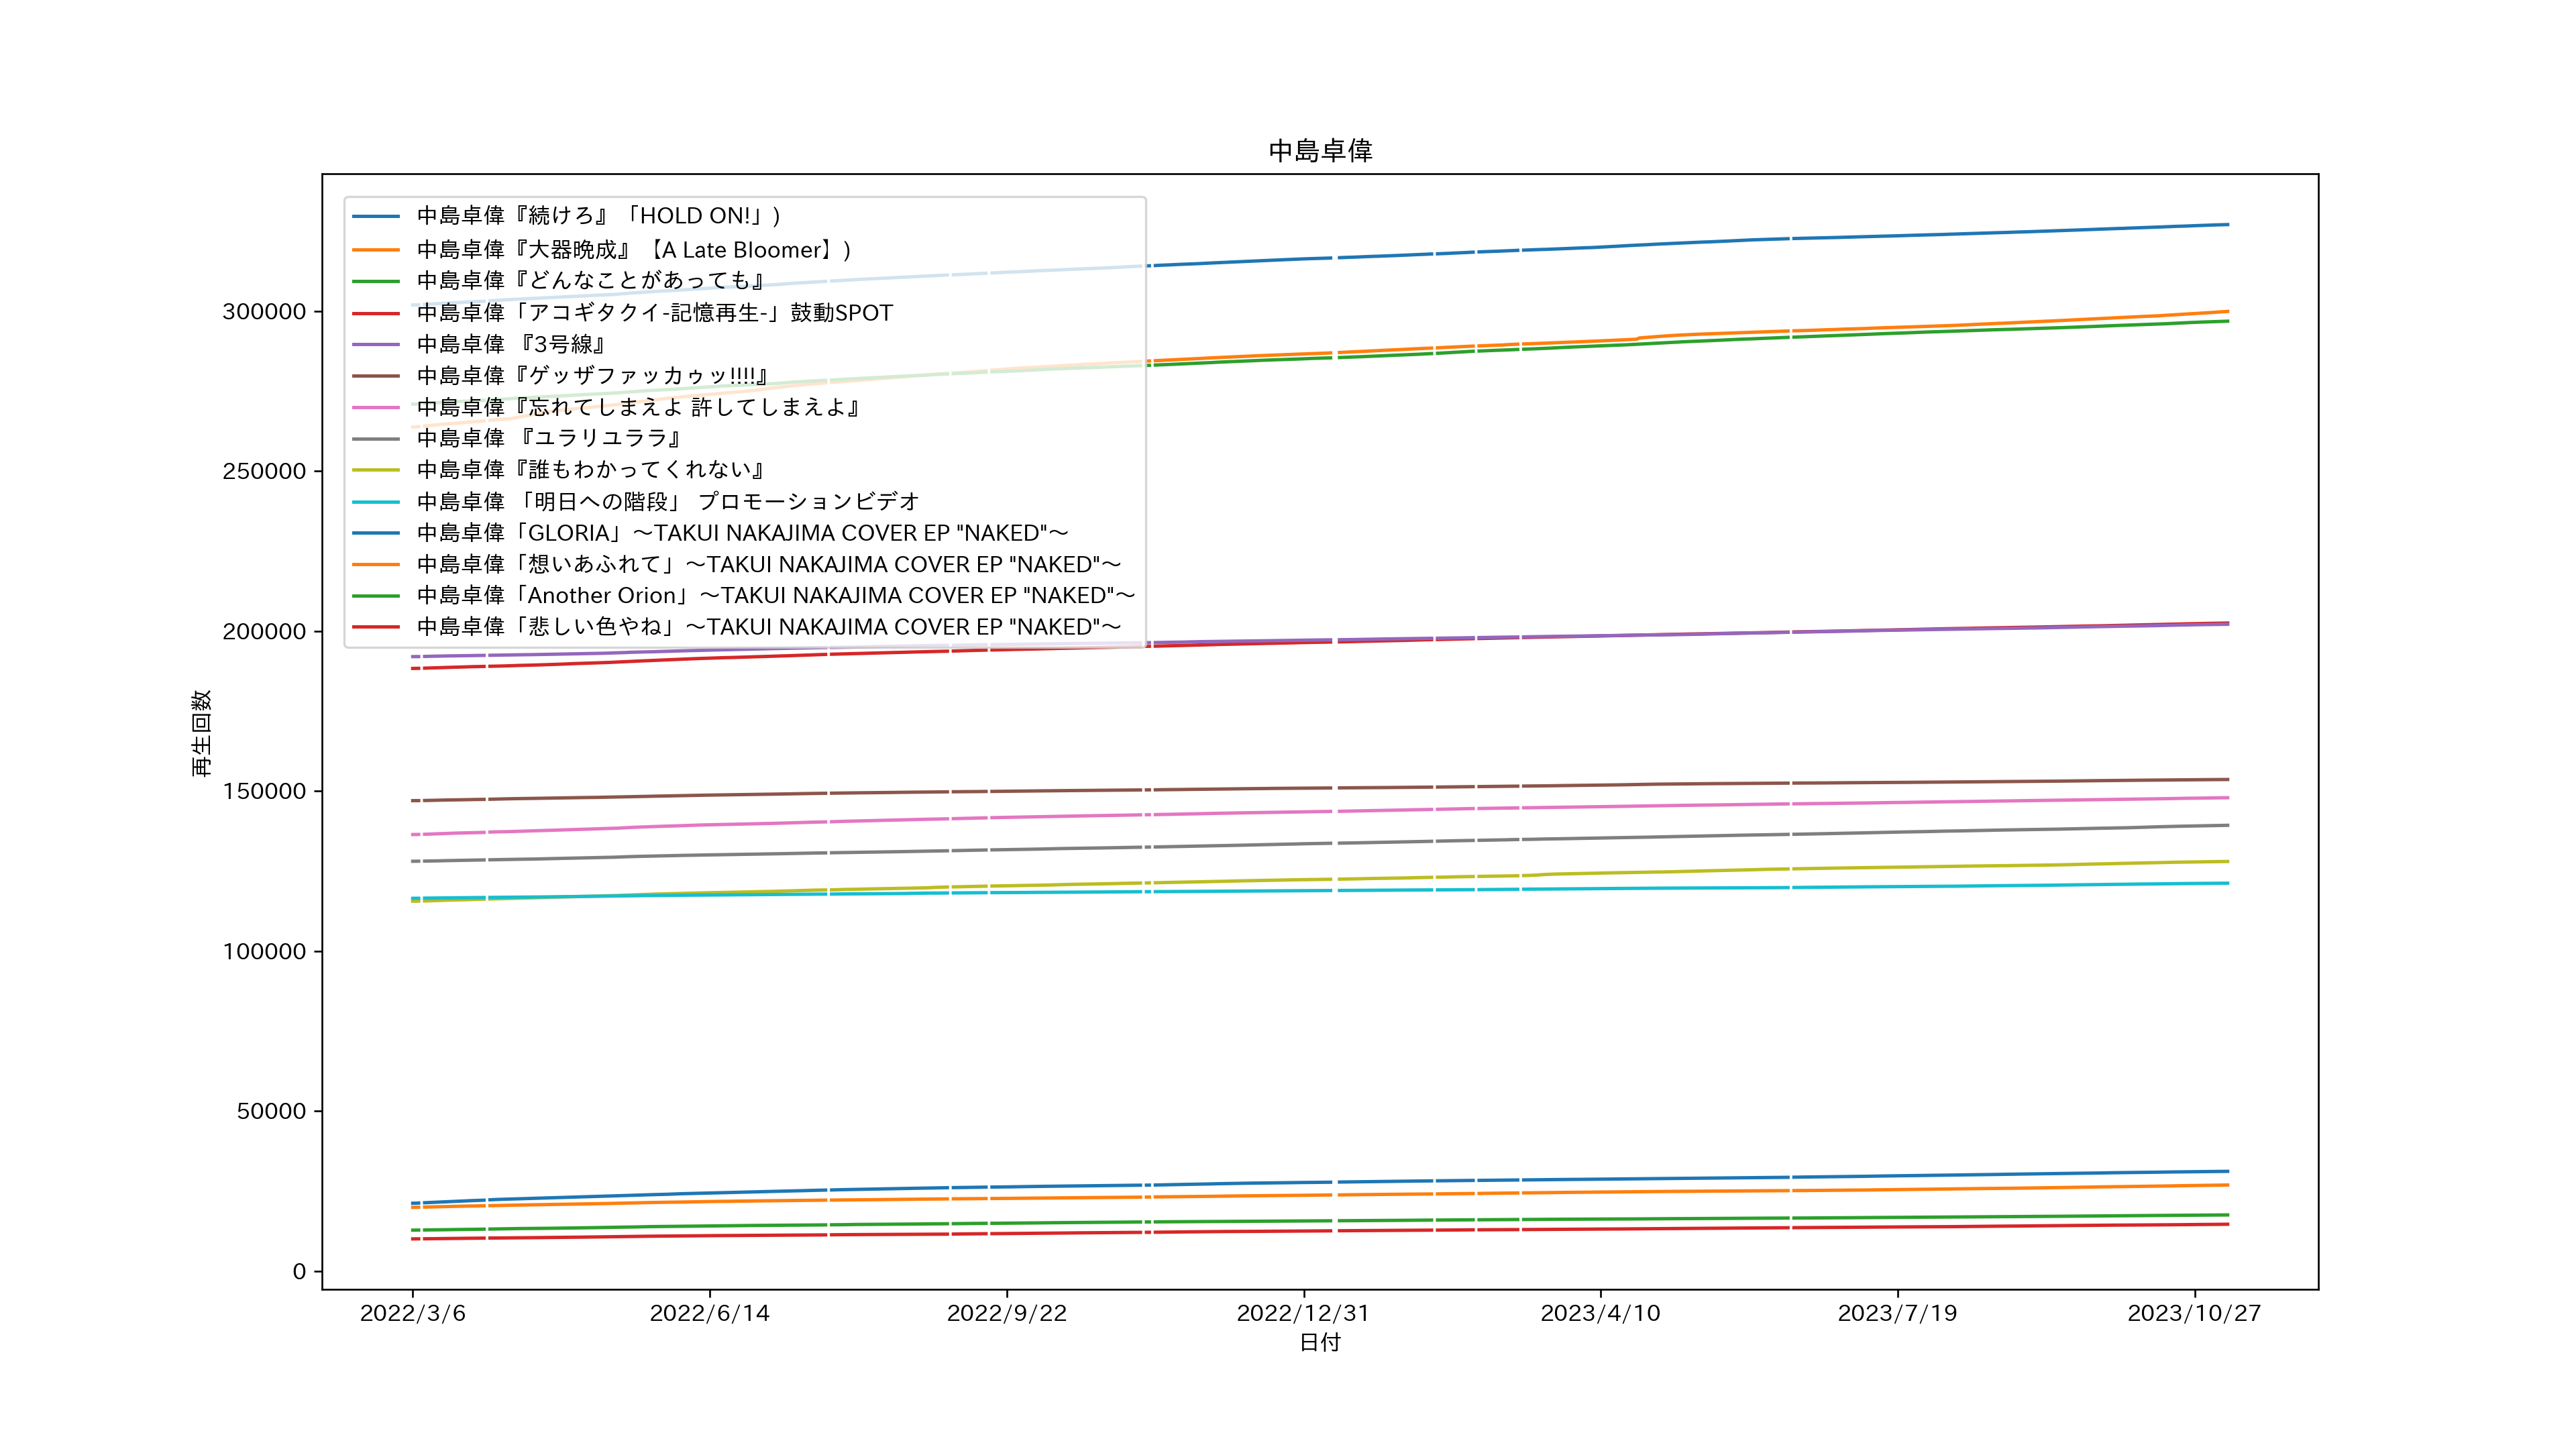 中島卓偉
中島卓偉『続けろ』「HOLD ON!」)
中島卓偉『大器晩成』【A Late Bloomer】)
中島卓偉『どんなことがあっても』
中島卓偉「アコギタクイ-記憶再生-」鼓動SPOT
中島卓偉 『3号線』
中島卓偉『ゲッザファッカゥッ!!!!』
中島卓偉『忘れてしまえよ 許してしまえよ』
中島卓偉 『ユラリユララ』
中島卓偉『誰もわかってくれない』
中島卓偉 「明日への階段」 プロモーションビデオ
中島卓偉「GLORIA」〜TAKUI NAKAJIMA COVER EP "NAKED"〜
中島卓偉「想いあふれて」〜TAKUI NAKAJIMA COVER EP "NAKED"〜
中島卓偉「Another Orion」〜TAKUI NAKAJIMA COVER EP "NAKED"〜
中島卓偉「悲しい色やね」〜TAKUI NAKAJIMA COVER EP "NAKED"〜
再生回数
300000
250000
200000
150000
100000
50000
0
2022/3/6
2022/6/14
2022/9/22
2022/12/31
2023/4/10
2023/7/19
2023/10/27
日付